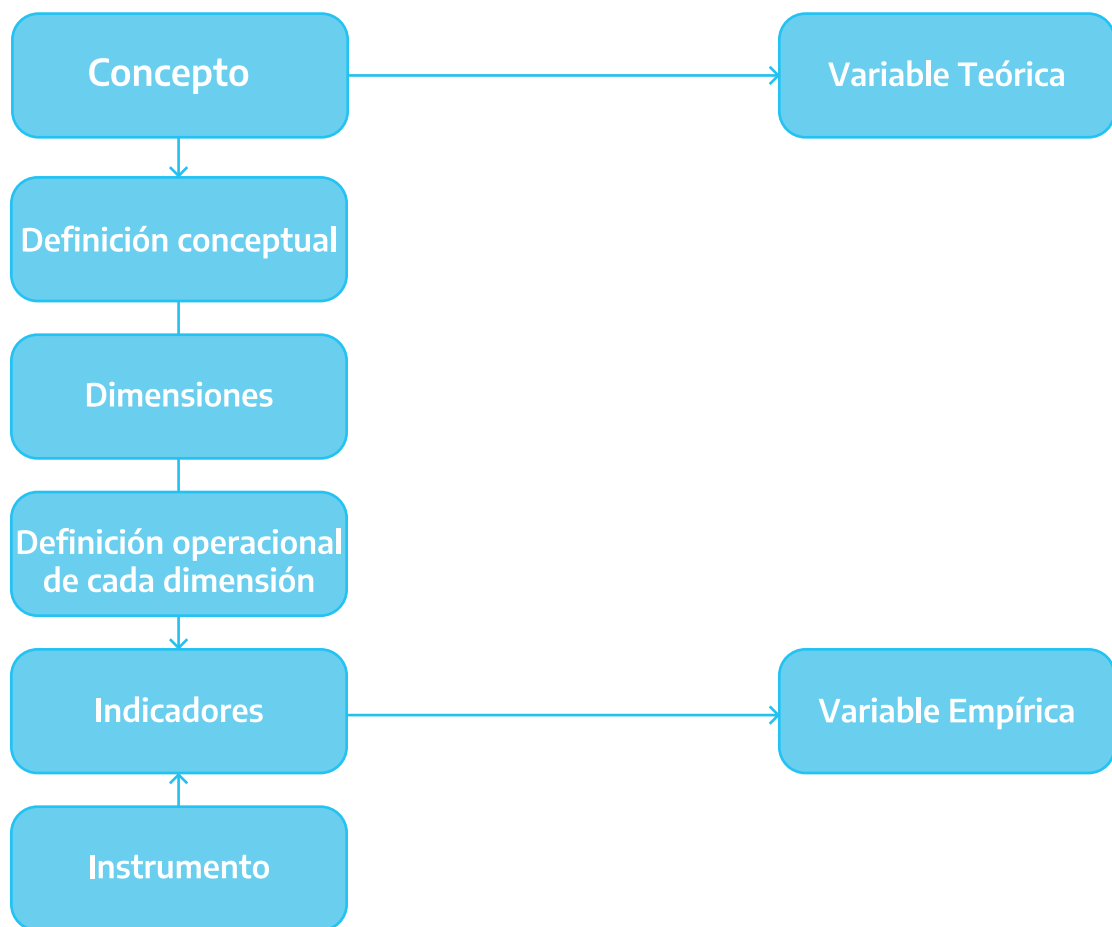 Concepto
Variable Teórica
Definición conceptual
Dimensiones
Definición operacional
de cada dimensión
Indicadores
Variable Empírica
Instrumento